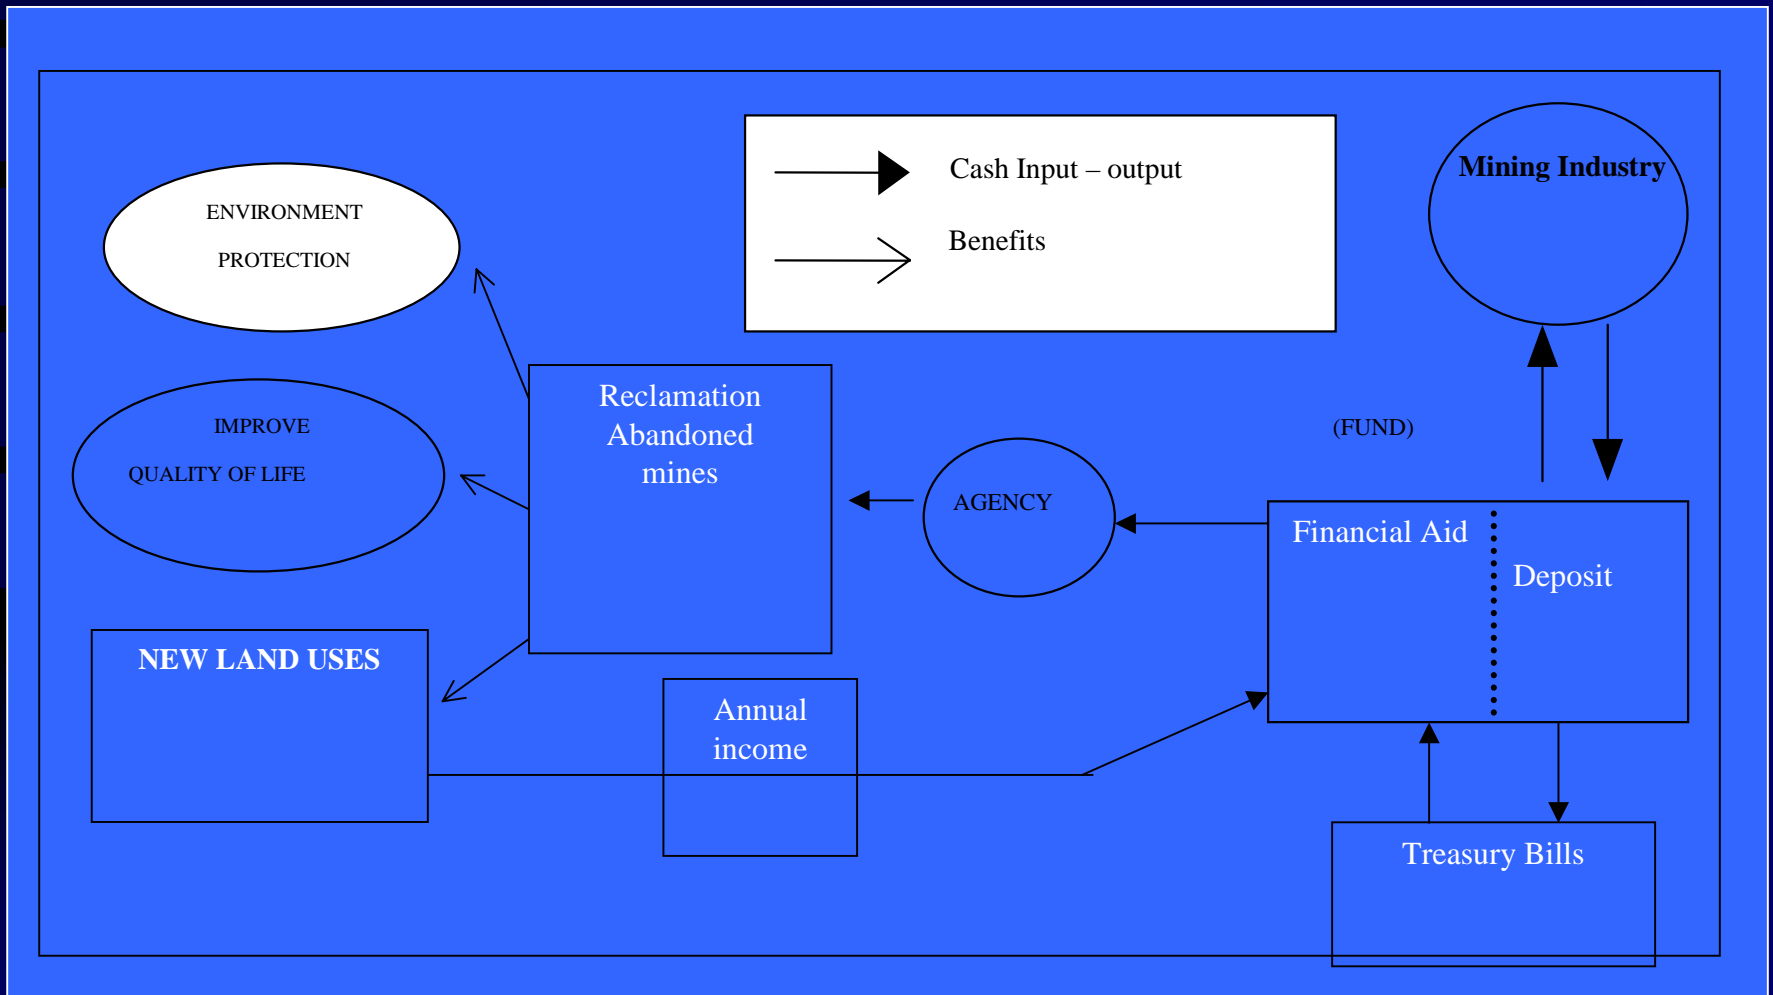 Cash Input – output
Benefits
Mining Industry
ENVIRONMENT
PROTECTION
IMPROVE
QUALITY OF LIFE
Reclamation
Abandoned
mines
(FUND)
AGENCY
Financial Aid
Deposit
NEW LAND USES
Annual
income
Treasury Bills